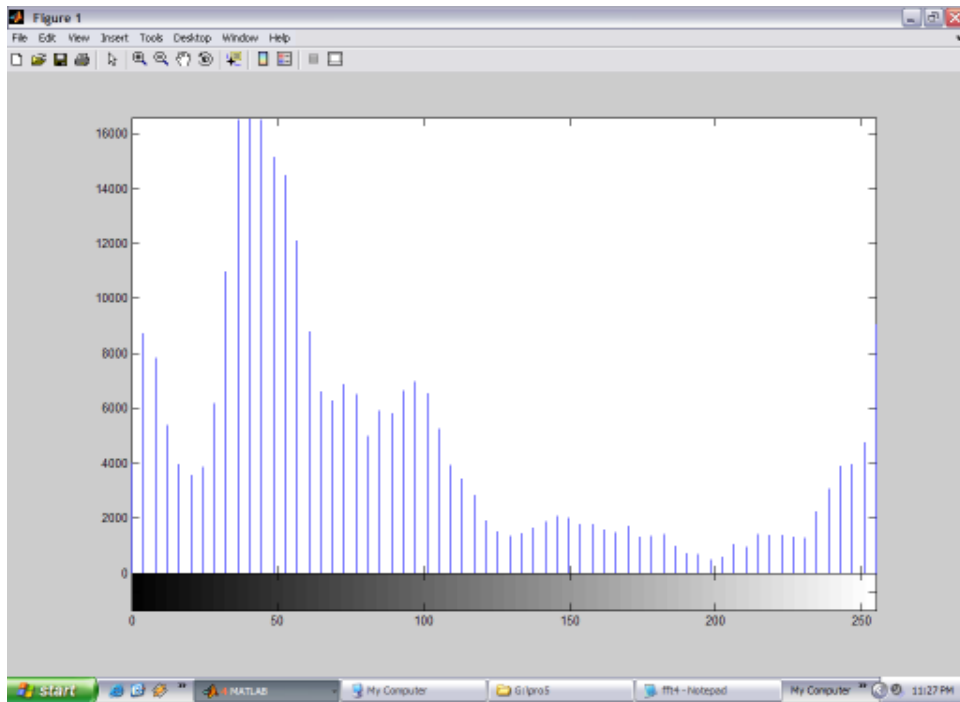 Figure 1
File Edit View Insert Tools Desktop Window Help
16000
14000
12000
10000
8000
6000
4000
2000
0
0 50 100 150 200 250
start " 4 MATLAB My Computer G:\pro5 fft4 - Notepad My Computer " 11:27 PM